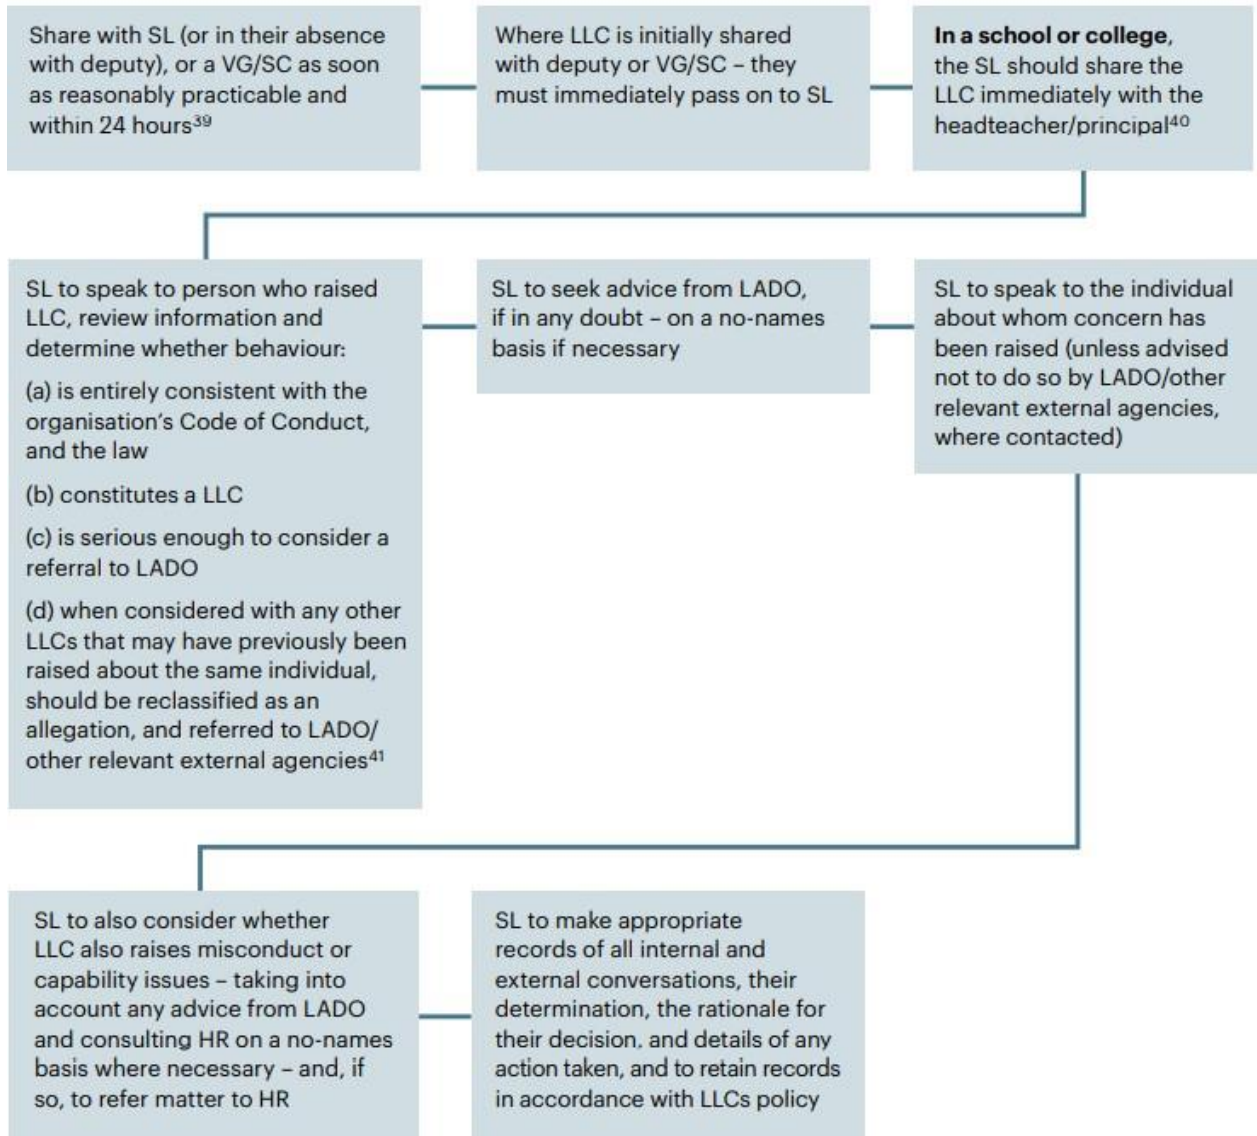 Share with SL (or in their absence
with deputy), or a VG/SC as soon
as reasonably practicable and
within 24 hours³⁹
Where LLC is initially shared
with deputy or VG/SC – they
must immediately pass on to SL
In a school or college,
the SL should share the
LLC immediately with the
headteacher/principal⁴⁰
SL to speak to person who raised
LLC, review information and
determine whether behaviour:
(a) is entirely consistent with the
organisation’s Code of Conduct,
and the law
(b) constitutes a LLC
(c) is serious enough to consider a
referral to LADO
(d) when considered with any other
LLCs that may have previously been
raised about the same individual,
should be reclassified as an
allegation, and referred to LADO/
other relevant external agencies⁴¹
SL to seek advice from LADO,
if in any doubt – on a no-names
basis if necessary
SL to speak to the individual
about whom concern has
been raised (unless advised
not to do so by LADO/other
relevant external agencies,
where contacted)
SL to also consider whether
LLC also raises misconduct or
capability issues – taking into
account any advice from LADO
and consulting HR on a no-names
basis where necessary – and, if
so, to refer matter to HR
SL to make appropriate
records of all internal and
external conversations, their
determination, the rationale for
their decision, and details of any
action taken, and to retain records
in accordance with LLCs policy